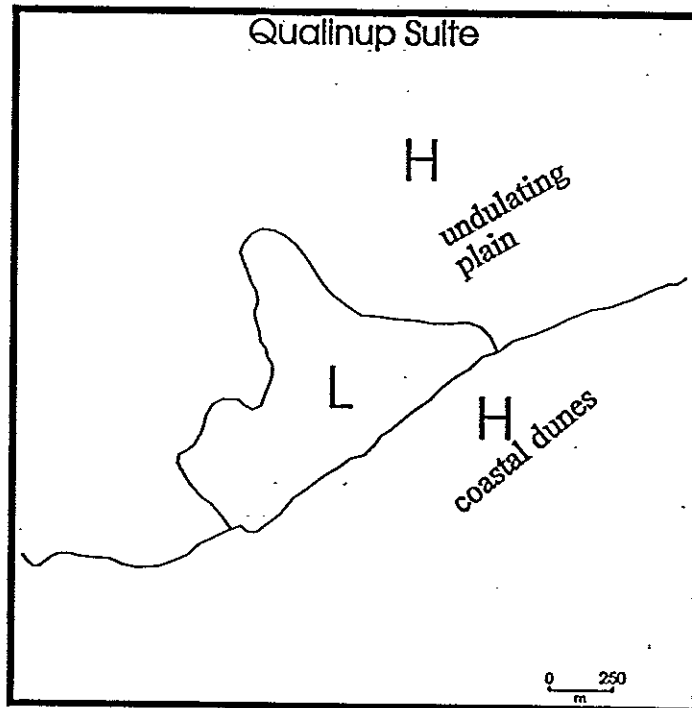 Qualinup Suite
H
undulating
plain
L
H
coastal dunes
0 250
m